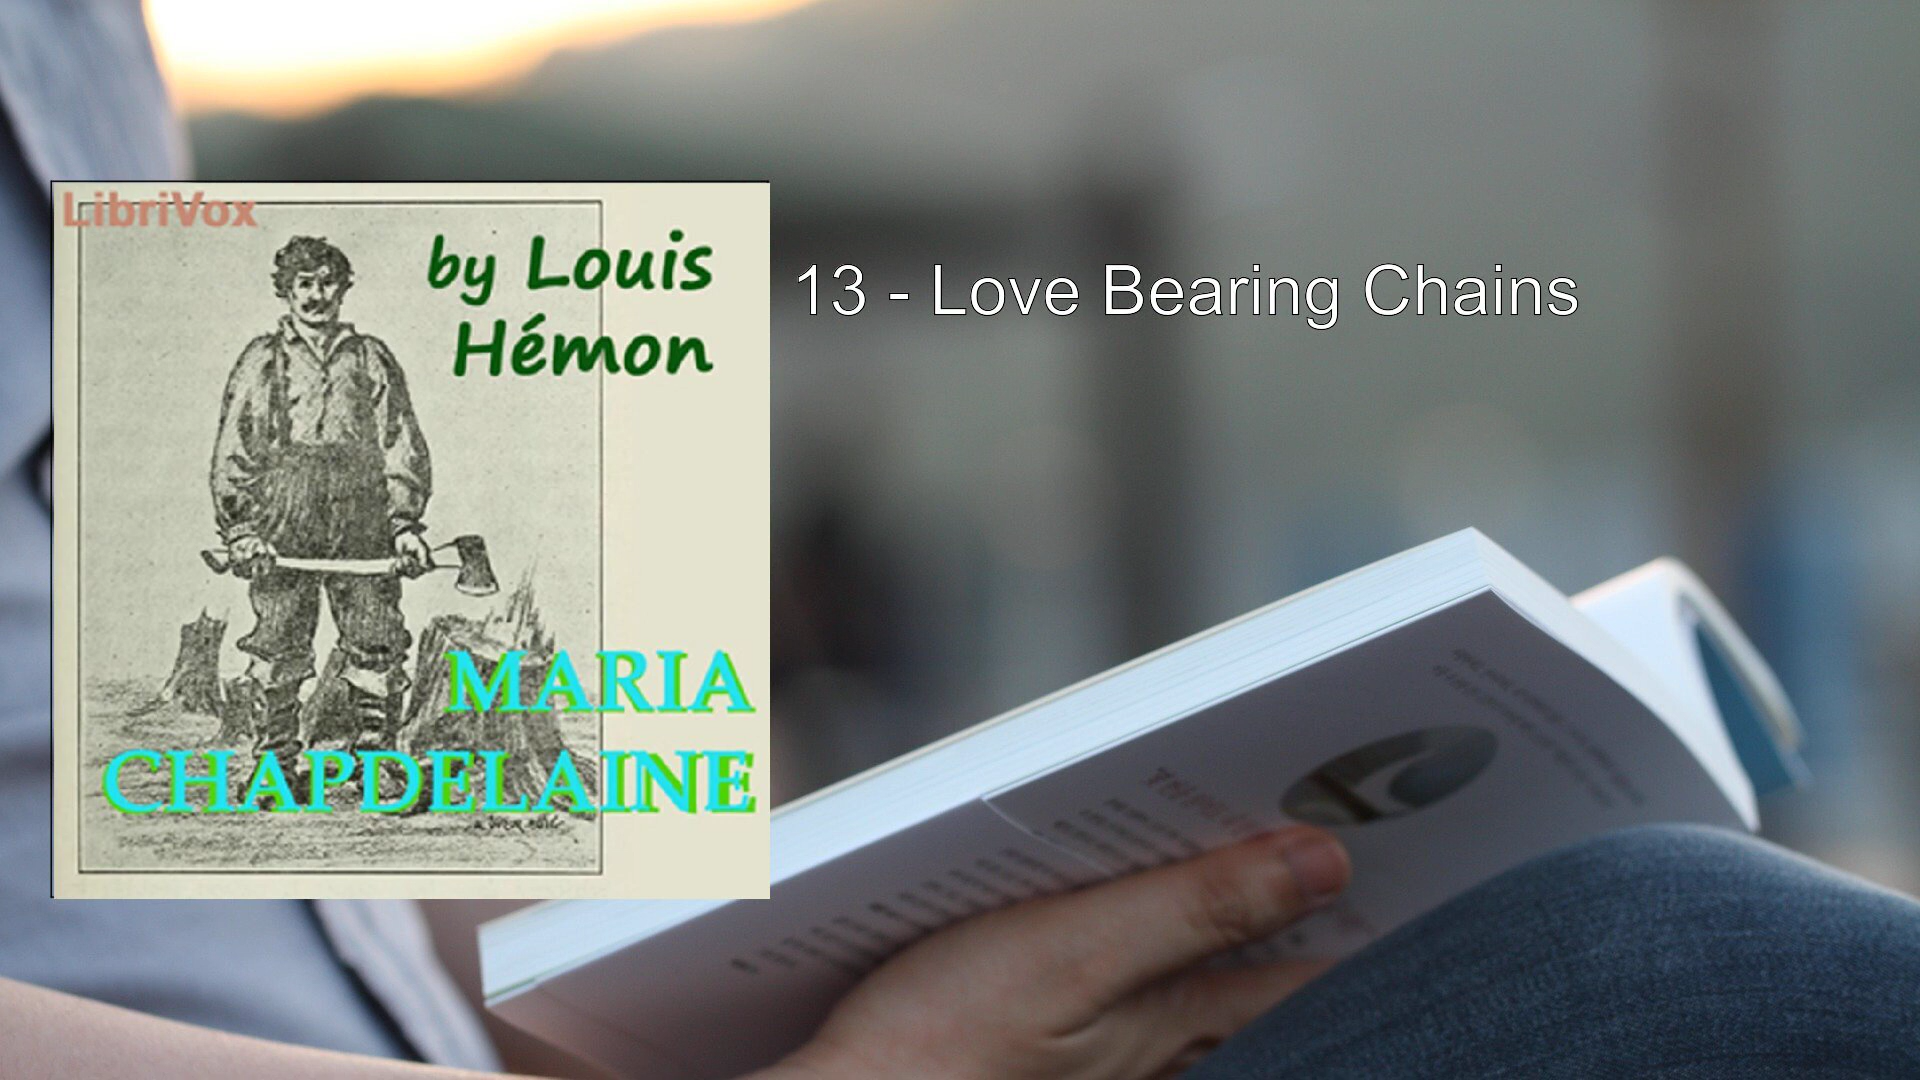 LibriVox
by Louis
Hémon
13 - Love Bearing Chains
MARIA
CHAPDELAINE